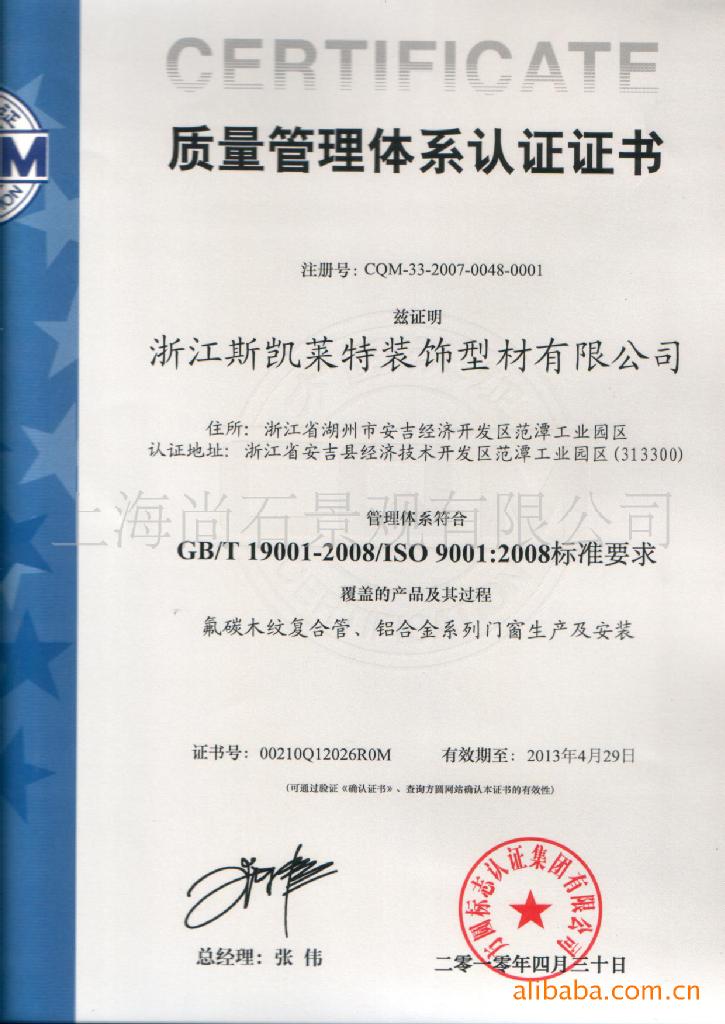 CERTIFICATE
质量管理体系认证证书
M
注册号：CQM-33-2007-0048-0001
兹证明
浙江斯凯莱特装饰型材有限公司
住所：浙江省湖州市安吉经济开发区范潭工业园区
认证地址：浙江省安吉县经济技术开发区范潭工业园区(313300)
上海尚石景观有限公司
管理体系符合
GB/T 19001-2008/ISO 9001:2008标准要求
覆盖的产品及其过程
氟碳木纹复合管、铝合金系列门窗生产及安装
证书号：00210Q12026R0M 有效期至：2013年4月29日
(可通过验证《确认证书》、查询方圆网站确认本证书的有效性)
方圆标志认证集团有限公司
总经理：张 伟
二零一零年四月三十日
alibaba.com.cn